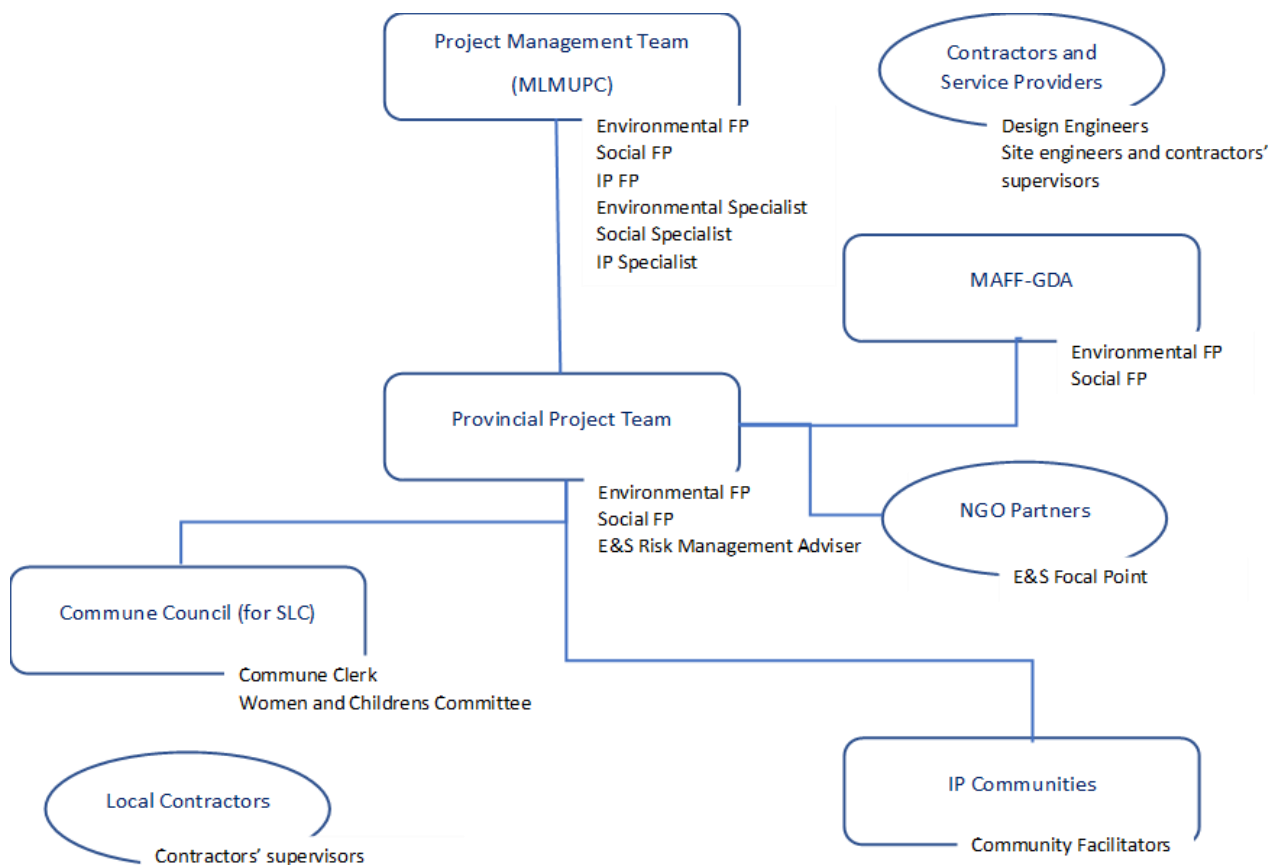 Project Management Team
(MLMUPC)
Environmental FP
Social FP
IP FP
Environmental Specialist
Social Specialist
IP Specialist
Contractors and
Service Providers
Design Engineers
Site engineers and contractors’
supervisors
MAFF-GDA
Environmental FP
Social FP
Provincial Project Team
Environmental FP
Social FP
E&S Risk Management Adviser
NGO Partners
E&S Focal Point
Commune Council (for SLC)
Commune Clerk
Women and Childrens Committee
Local Contractors
Contractors’ supervisors
IP Communities
Community Facilitators